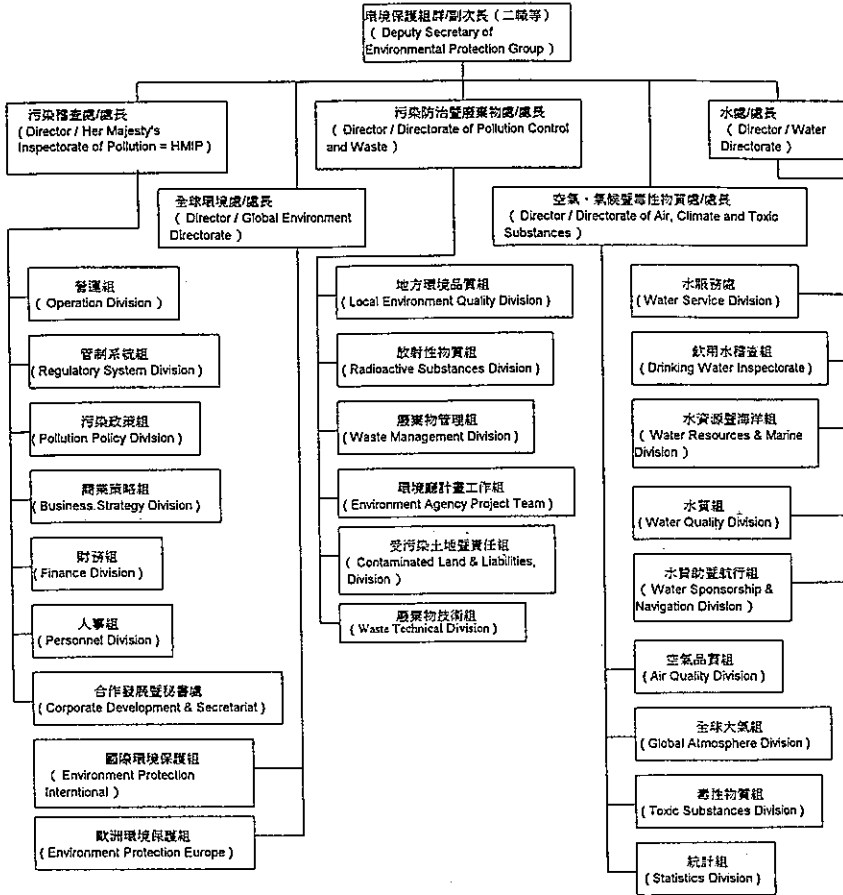 環境保護組群/副次長（二職等）
( Deputy Secretary of
Environmental Protection Group )
污染稽查處/處長
( Director / Her Majesty's
Inspectorate of Pollution = HMIP )
污染防治暨廢棄物處/處長
( Director / Directorate of Pollution Control
and Waste )
水處/處長
( Director / Water
Directorate )
全球環境處/處長
( Director / Global Environment
Directorate )
空氣、氣候暨毒性物質處/處長
( Director / Directorate of Air, Climate and Toxic
Substances )
營運組
( Operation Division )
管制系統組
( Regulatory System Division )
污染政策組
( Pollution Policy Division )
商業策略組
( Business Strategy Division )
財務組
( Finance Division )
人事組
( Personnel Division )
合作發展暨秘書處
( Corporate Development & Secretariat )
國際環境保護組
( Environment Protection
Interntional )
歐洲環境保護組
( Environment Protection Europe )
地方環境品質組
( Local Environment Quality Division )
放射性物質組
( Radioactive Substances Division )
廢棄物管理組
( Waste Management Division )
環境廳計畫工作組
( Environment Agency Project Team )
受污染土地暨責任組
( Contaminated Land & Liabilities,
Division )
廢棄物技術組
( Waste Technical Division )
水服務處
( Water Service Division )
飲用水稽查組
( Drinking Water Inspectorate )
水資源暨海洋組
( Water Resources & Marine
Division )
水質組
( Water Quality Division )
水贊助暨航行組
( Water Sponsorship &
Navigation Division )
空氣品質組
( Air Quality Division )
全球大氣組
( Global Atmosphere Division )
毒性物質組
( Toxic Substances Division )
統計組
( Statistics Division )